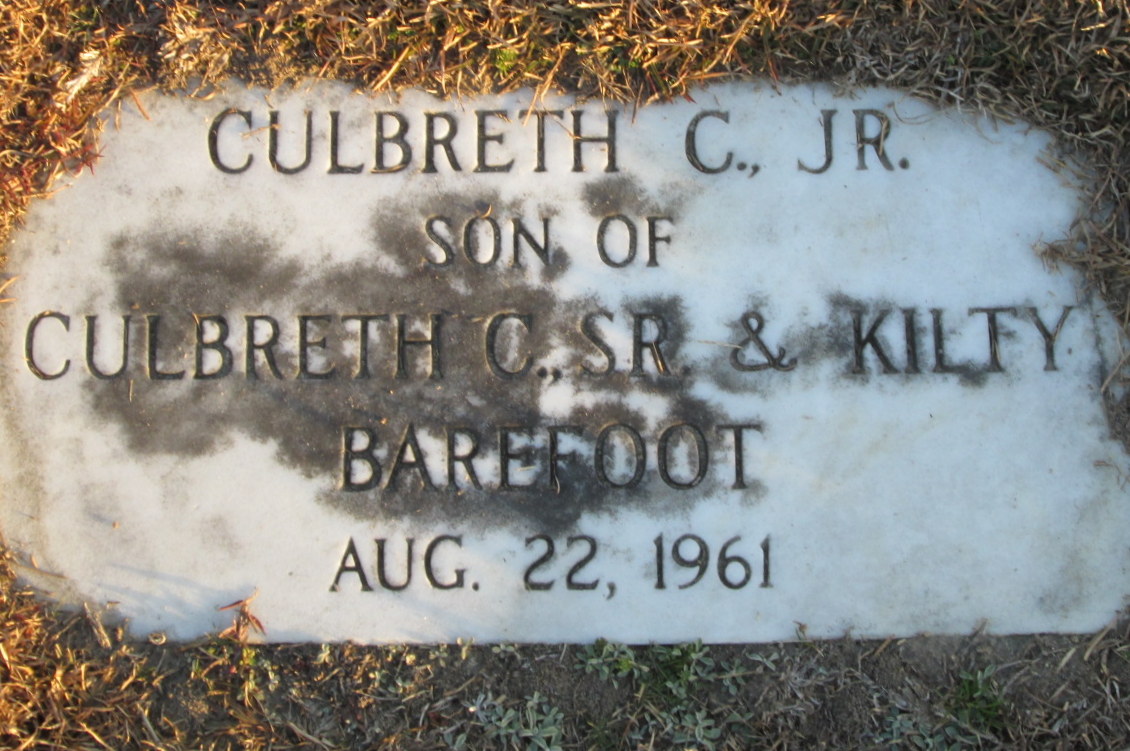 CULBRETH C., JR.
SON OF
CULBRETH C., SR. & KILTY
BAREFOOT
AUG. 22, 1961